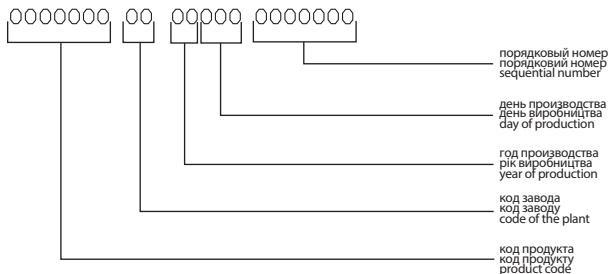 0000000 00 00000 0000000
порядковый номер
порядковий номер
sequential number
день производства
день виробництва
day of production
год производства
рік виробництва
year of production
код завода
код заводу
code of the plant
код продукта
код продукту
product code